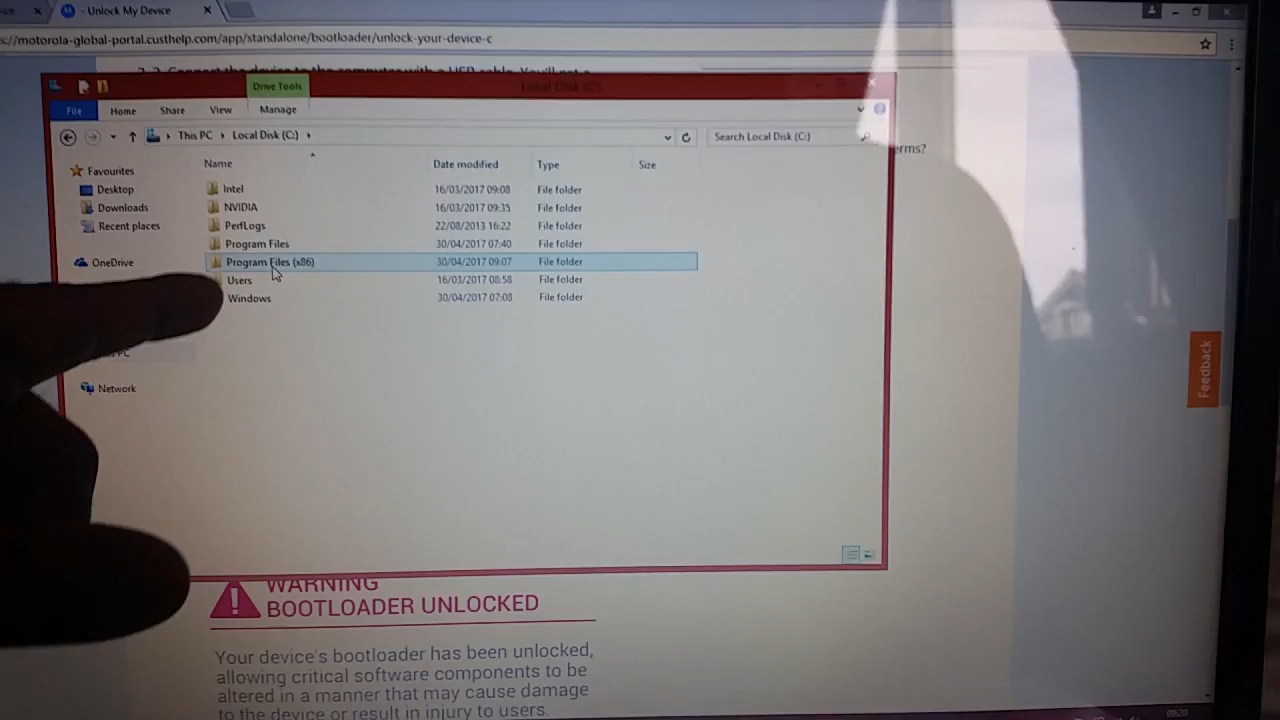 Unlock My Device
://motorola-global-portal.custhelp.com/app/standalone/bootloader/unlock-your-device-c
Drive Tools
Local Disk (C:)
File Home Share View Manage
This PC Local Disk (C:)
Search Local Disk (C:)
erms?
Name Date modified Type Size
Favourites
Desktop
Downloads
Recent places
OneDrive
PC
Network
Intel 16/03/2017 09:08 File folder
NVIDIA 16/03/2017 09:35 File folder
PerfLogs 22/08/2013 16:22 File folder
Program Files 30/04/2017 07:40 File folder
Program Files (x86) 30/04/2017 09:07 File folder
Users 16/03/2017 08:58 File folder
Windows 30/04/2017 07:08 File folder
Feedback
WARNING
BOOTLOADER UNLOCKED
Your device's bootloader has been unlocked,
allowing critical software components to be
altered in a manner that may cause damage
to the device or result in injury to users.